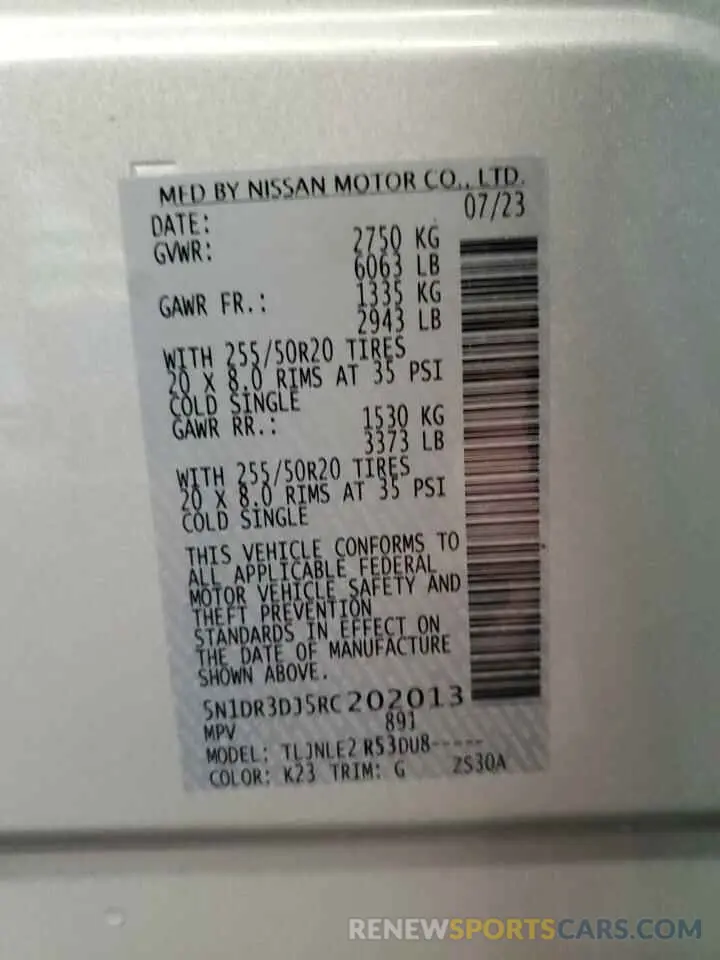 MFD BY NISSAN MOTOR CO., LTD.
DATE: 07/23
GVWR: 2750 KG
6063 LB
GAWR FR.: 1335 KG
2943 LB
WITH 255/50R20 TIRES
20 X 8.0 RIMS AT 35 PSI
COLD SINGLE
GAWR RR.: 1530 KG
3373 LB
WITH 255/50R20 TIRES
20 X 8.0 RIMS AT 35 PSI
COLD SINGLE
THIS VEHICLE CONFORMS TO
ALL APPLICABLE FEDERAL
MOTOR VEHICLE SAFETY AND
THEFT PREVENTION
STANDARDS IN EFFECT ON
THE DATE OF MANUFACTURE
SHOWN ABOVE.
5N1DR3DJ5RC202013
MPV 891
MODEL: TLJNLE2 R53DU8-----
COLOR: K23 TRIM: G 2S30A
RENEWSPORTSCARS.COM